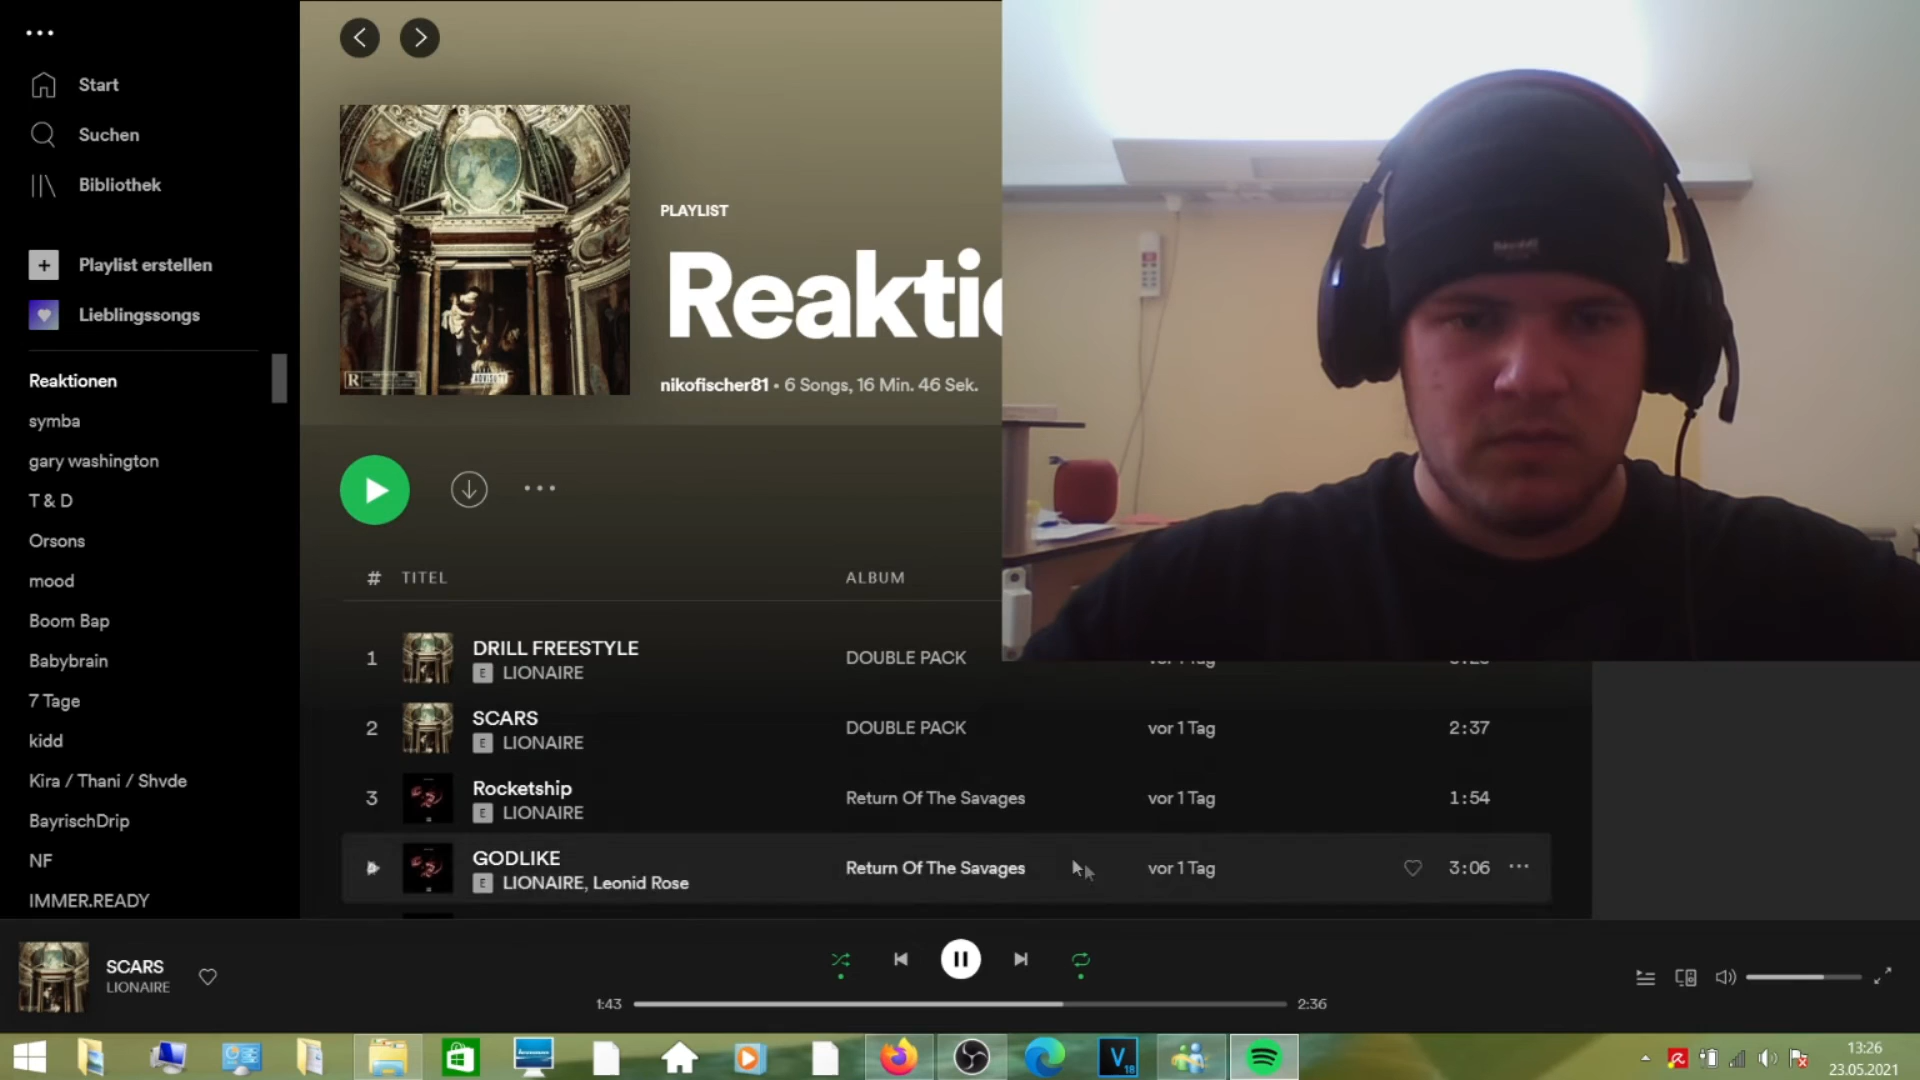 Start
Suchen
Bibliothek
Playlist erstellen
Lieblingssongs
Reaktionen
symba
gary washington
T & D
Orsons
mood
Boom Bap
Babybrain
7 Tage
kidd
Kira / Thani / Shvde
BayrischDrip
NF
IMMER.READY
PLAYLIST
Reaktio
nikofischer81 • 6 Songs, 16 Min. 46 Sek.
# TITEL ALBUM
1 DRILL FREESTYLE DOUBLE PACK vor 1 Tag
E LIONAIRE
2 SCARS DOUBLE PACK vor 1 Tag 2:37
E LIONAIRE
3 Rocketship Return Of The Savages vor 1 Tag 1:54
E LIONAIRE
GODLIKE Return Of The Savages vor 1 Tag 3:06
E LIONAIRE, Leonid Rose
SCARS
LIONAIRE
1:43 2:36
13:26
23.05.2021